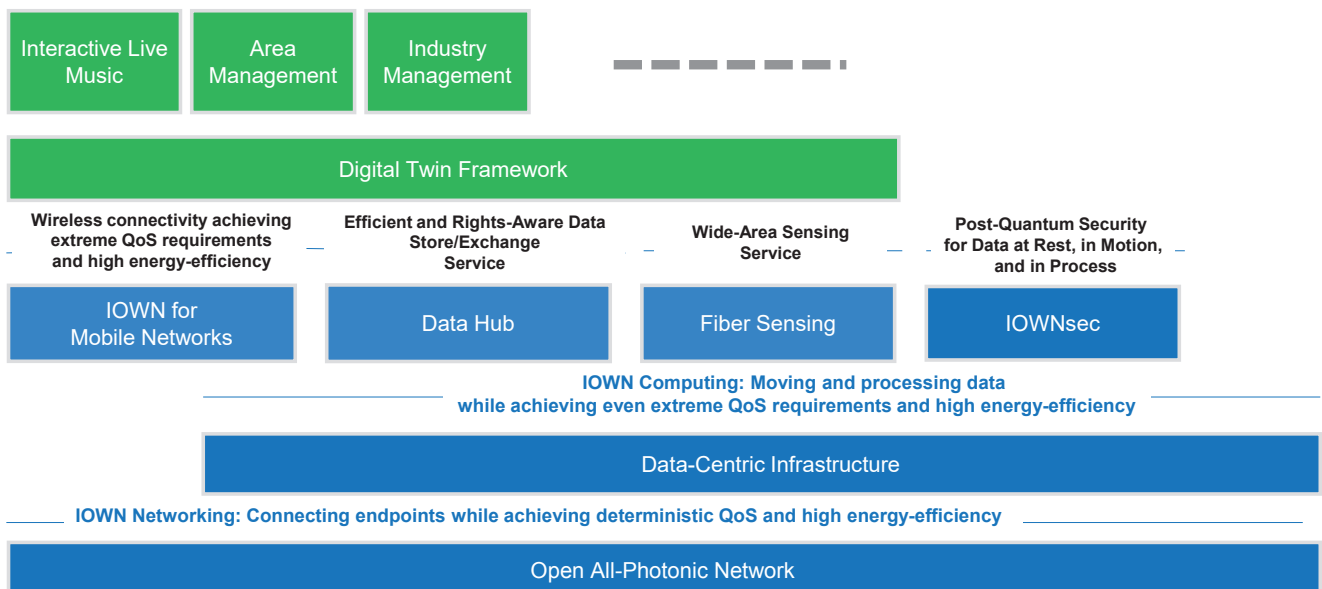 Interactive Live
Music
Area
Management
Industry
Management
Digital Twin Framework
Wireless connectivity achieving
extreme QoS requirements
and high energy-efficiency
Efficient and Rights-Aware Data
Store/Exchange
Service
Wide-Area Sensing
Service
Post-Quantum Security
for Data at Rest, in Motion,
and in Process
IOWN for
Mobile Networks
Data Hub
Fiber Sensing
IOWNsec
IOWN Computing: Moving and processing data
while achieving even extreme QoS requirements and high energy-efficiency
Data-Centric Infrastructure
IOWN Networking: Connecting endpoints while achieving deterministic QoS and high energy-efficiency
Open All-Photonic Network